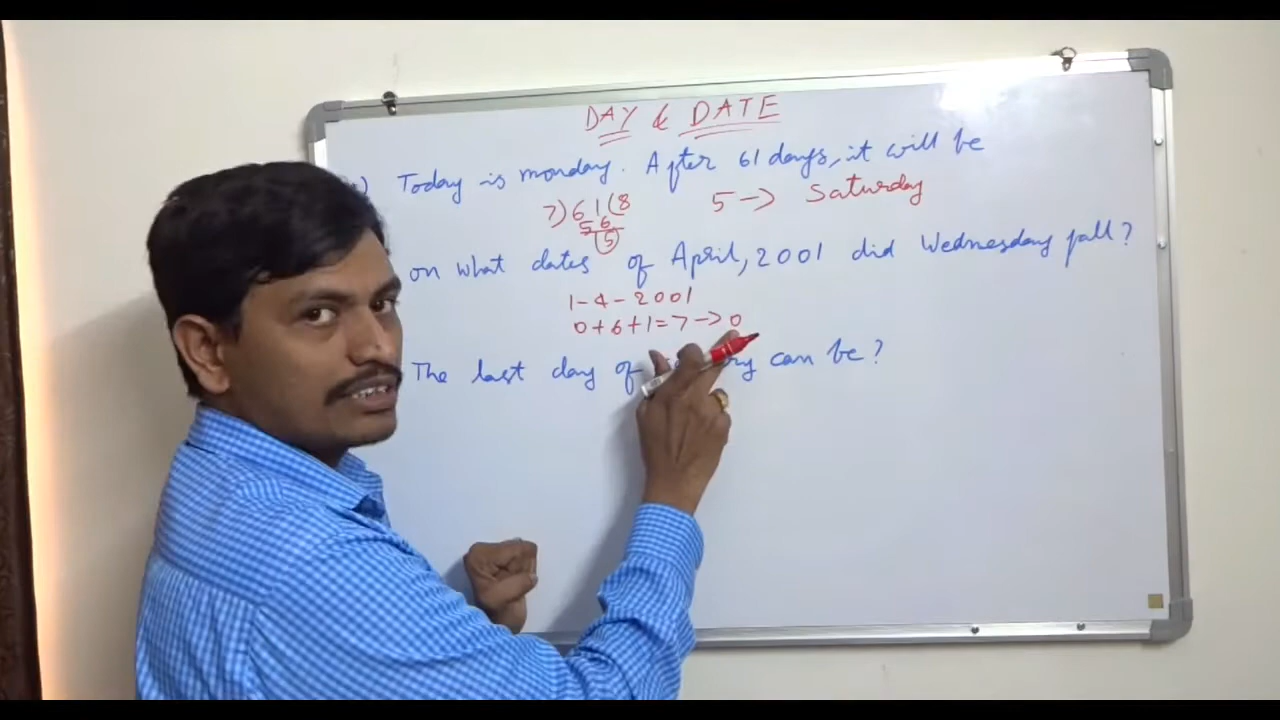 DAY & DATE
Today is monday. After 61 days, it will be
7)61(8
56
5
5 -> Saturday
on what dates of April, 2001 did Wednesday fall?
1-4-2001
0+6+1=7->0
The last day of can be?